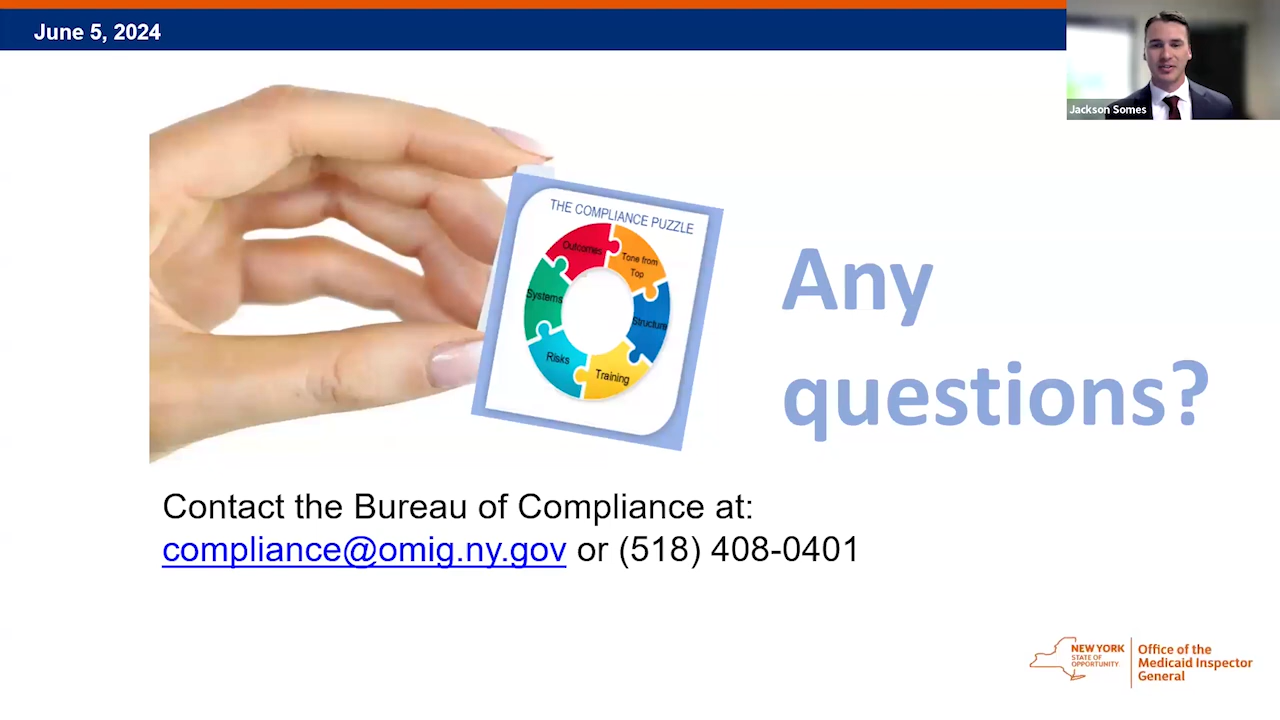 June 5, 2024
Jackson Somes
THE COMPLIANCE PUZZLE
Outcomes
Tone from
Top
Systems
Structure
Risks
Training
Any
questions?
Contact the Bureau of Compliance at:
compliance@omig.ny.gov or (518) 408-0401
NEW YORK
STATE OF
OPPORTUNITY.
Office of the
Medicaid Inspector
General